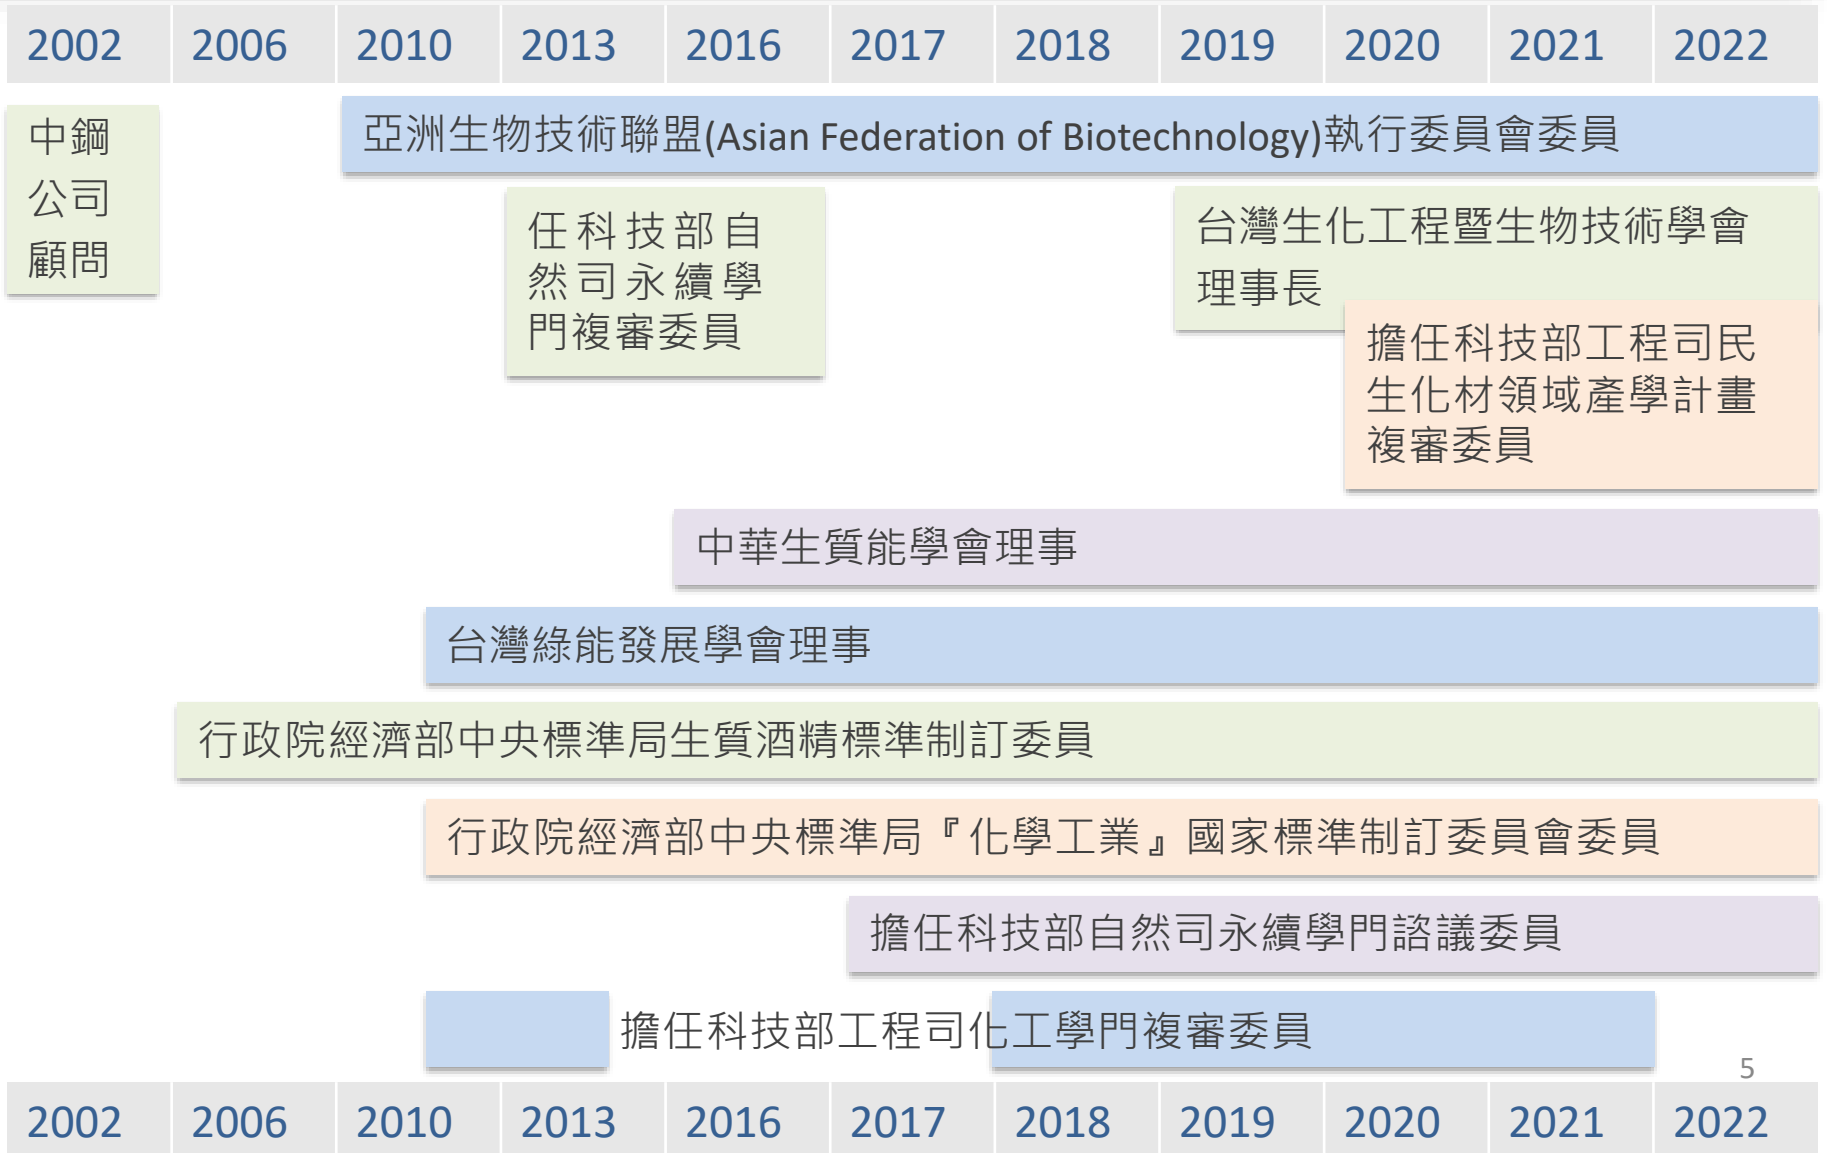 2002 2006 2010 2013 2016 2017 2018 2019 2020 2021 2022
中鋼
公司
顧問
亞洲生物技術聯盟(Asian Federation of Biotechnology)執行委員會委員
任科技部自
然司永續學
門複審委員
台灣生化工程暨生物技術學會
理事長
擔任科技部工程司民
生化材領域產學計畫
複審委員
中華生質能學會理事
台灣綠能發展學會理事
行政院經濟部中央標準局生質酒精標準制訂委員
行政院經濟部中央標準局『化學工業』國家標準制訂委員會委員
擔任科技部自然司永續學門諮議委員
擔任科技部工程司化工學門複審委員
5
2002 2006 2010 2013 2016 2017 2018 2019 2020 2021 2022